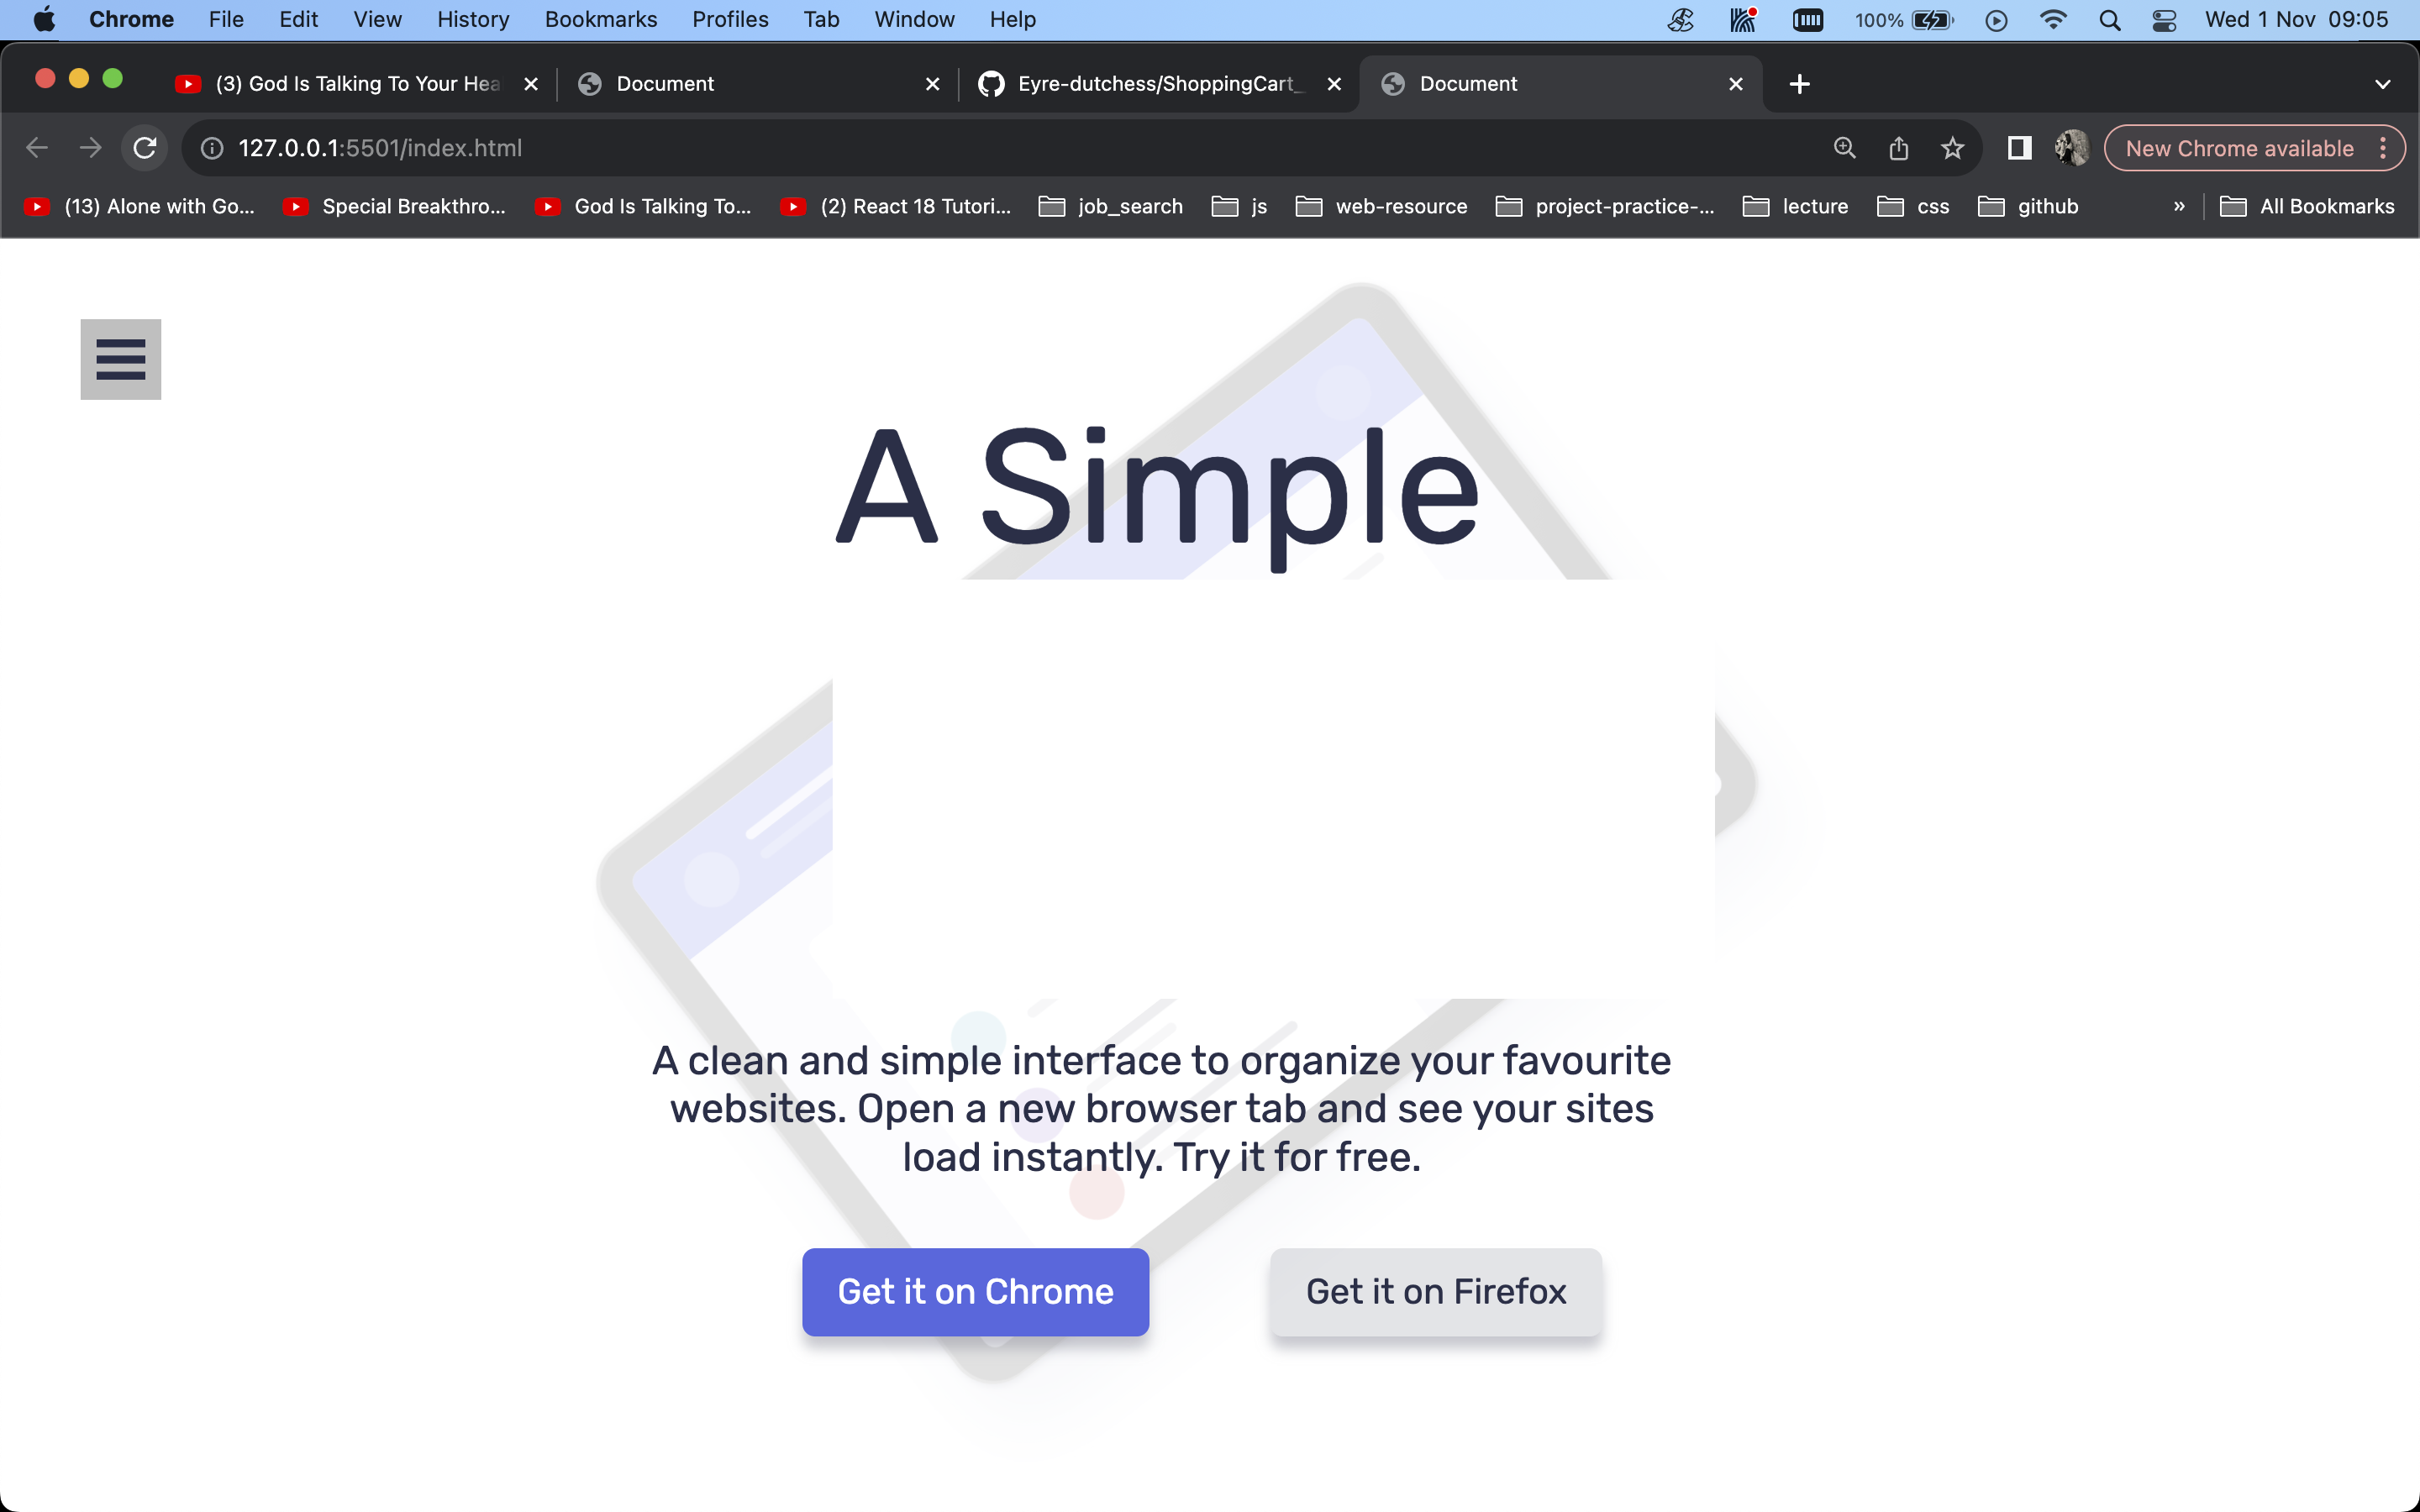 Chrome File Edit View History Bookmarks Profiles Tab Window Help 100% Wed 1 Nov 09:05
(3) God Is Talking To Your Hea Document Eyre-dutchess/ShoppingCart_ Document
127.0.0.1:5501/index.html New Chrome available
(13) Alone with Go... Special Breakthro... God Is Talking To... (2) React 18 Tutori... job_search js web-resource project-practice-... lecture css github » All Bookmarks
A Simple
A clean and simple interface to organize your favourite
websites. Open a new browser tab and see your sites
load instantly. Try it for free.
Get it on Chrome Get it on Firefox